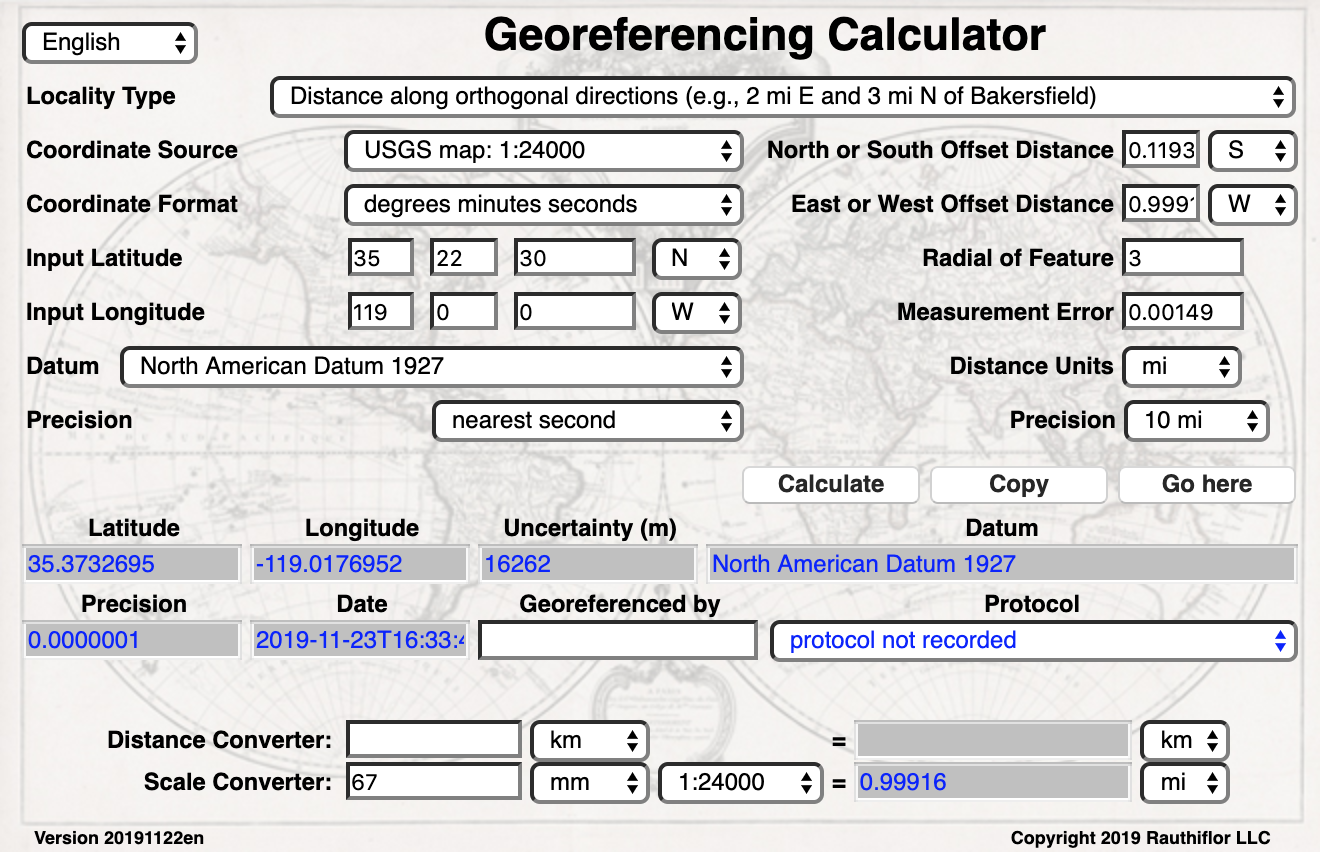 English
Georeferencing Calculator
Locality Type Distance along orthogonal directions (e.g., 2 mi E and 3 mi N of Bakersfield)
Coordinate Source USGS map: 1:24000 North or South Offset Distance 0.1193 S
Coordinate Format degrees minutes seconds East or West Offset Distance 0.999 W
Input Latitude 35 22 30 N Radial of Feature 3
Input Longitude 119 0 0 W Measurement Error 0.00149
Datum North American Datum 1927 Distance Units mi
Precision nearest second Precision 10 mi
Calculate Copy Go here
Latitude Longitude Uncertainty (m) Datum
35.3732695 -119.0176952 16262 North American Datum 1927
Precision Date Georeferenced by Protocol
0.0000001 2019-11-23T16:33: protocol not recorded
Distance Converter: km = km
Scale Converter: 67 mm 1:24000 = 0.99916 mi
Version 20191122en Copyright 2019 Rauthiflor LLC